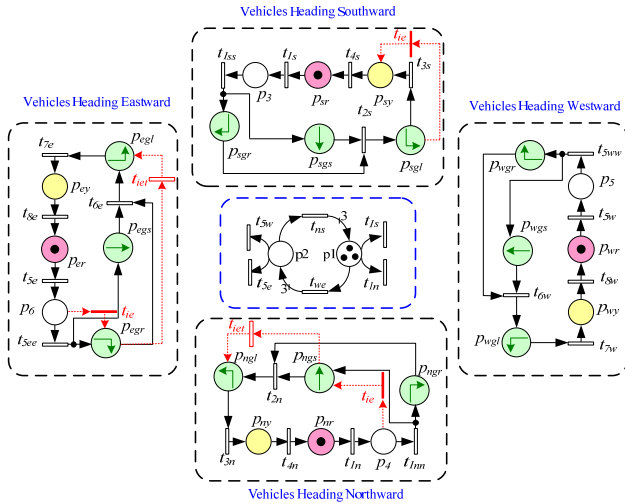 Vehicles Heading Southward
t1ss
p3
t1s
psr
t4s
psy
tie
t3s
t2s
psgr
psgs
psgl
Vehicles Heading Eastward
t7e
pegl
pey
tiet
t8e
t6e
per
pegs
t5e
p6
tie
t5ee
pegr
t5w
tns
3
t1s
p2
p1
t5e
3
twe
t1n
Vehicles Heading Westward
pwgr
t5ww
p5
pwgs
t5w
pwr
t8w
t6w
pwy
pwgl
t7w
tiet
pngl
pngs
pngr
t2n
tie
pny
pnr
t3n
t4n
t1n
p4
t1nn
Vehicles Heading Northward